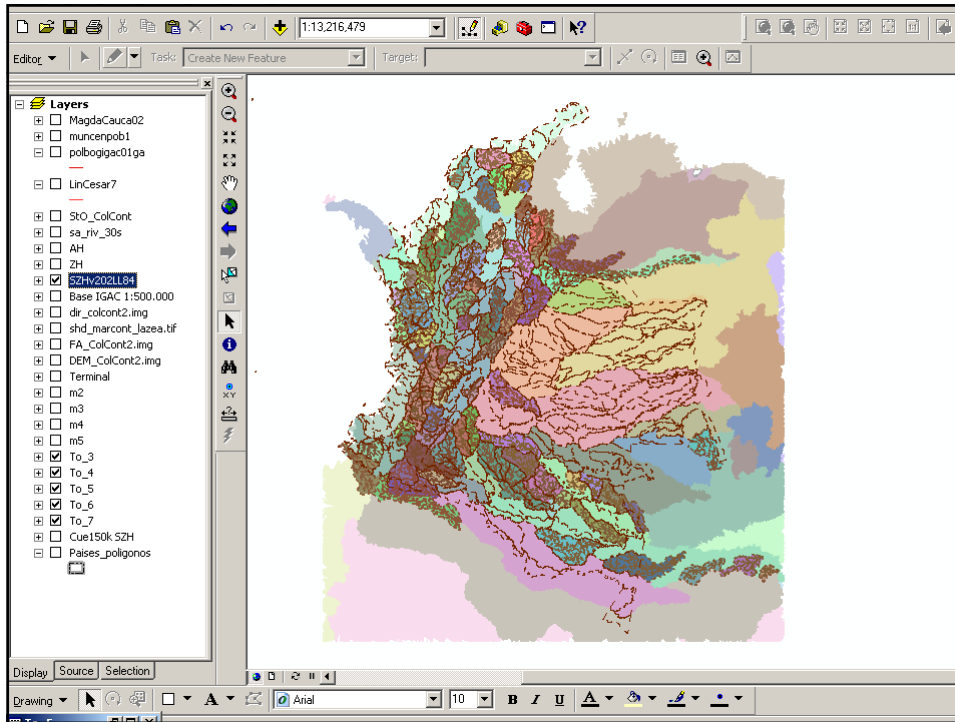 1:13,216,479
Editor
Task: Create New Feature
Target:
Layers
MagdaCauca02
muncenpob1
polbogigac01ga
LinCesar7
StO_ColCont
sa_riv_30s
AH
ZH
SZHv202LL84
Base IGAC 1:500.000
dir_colcont2.img
shd_marcont_lazea.tif
FA_ColCont2.img
DEM_ColCont2.img
Terminal
m2
m3
m4
m5
To_3
To_4
To_5
To_6
To_7
Cue150k SZH
Paises_poligonos
XY
Display Source Selection
Drawing A Arial 10 B I U A